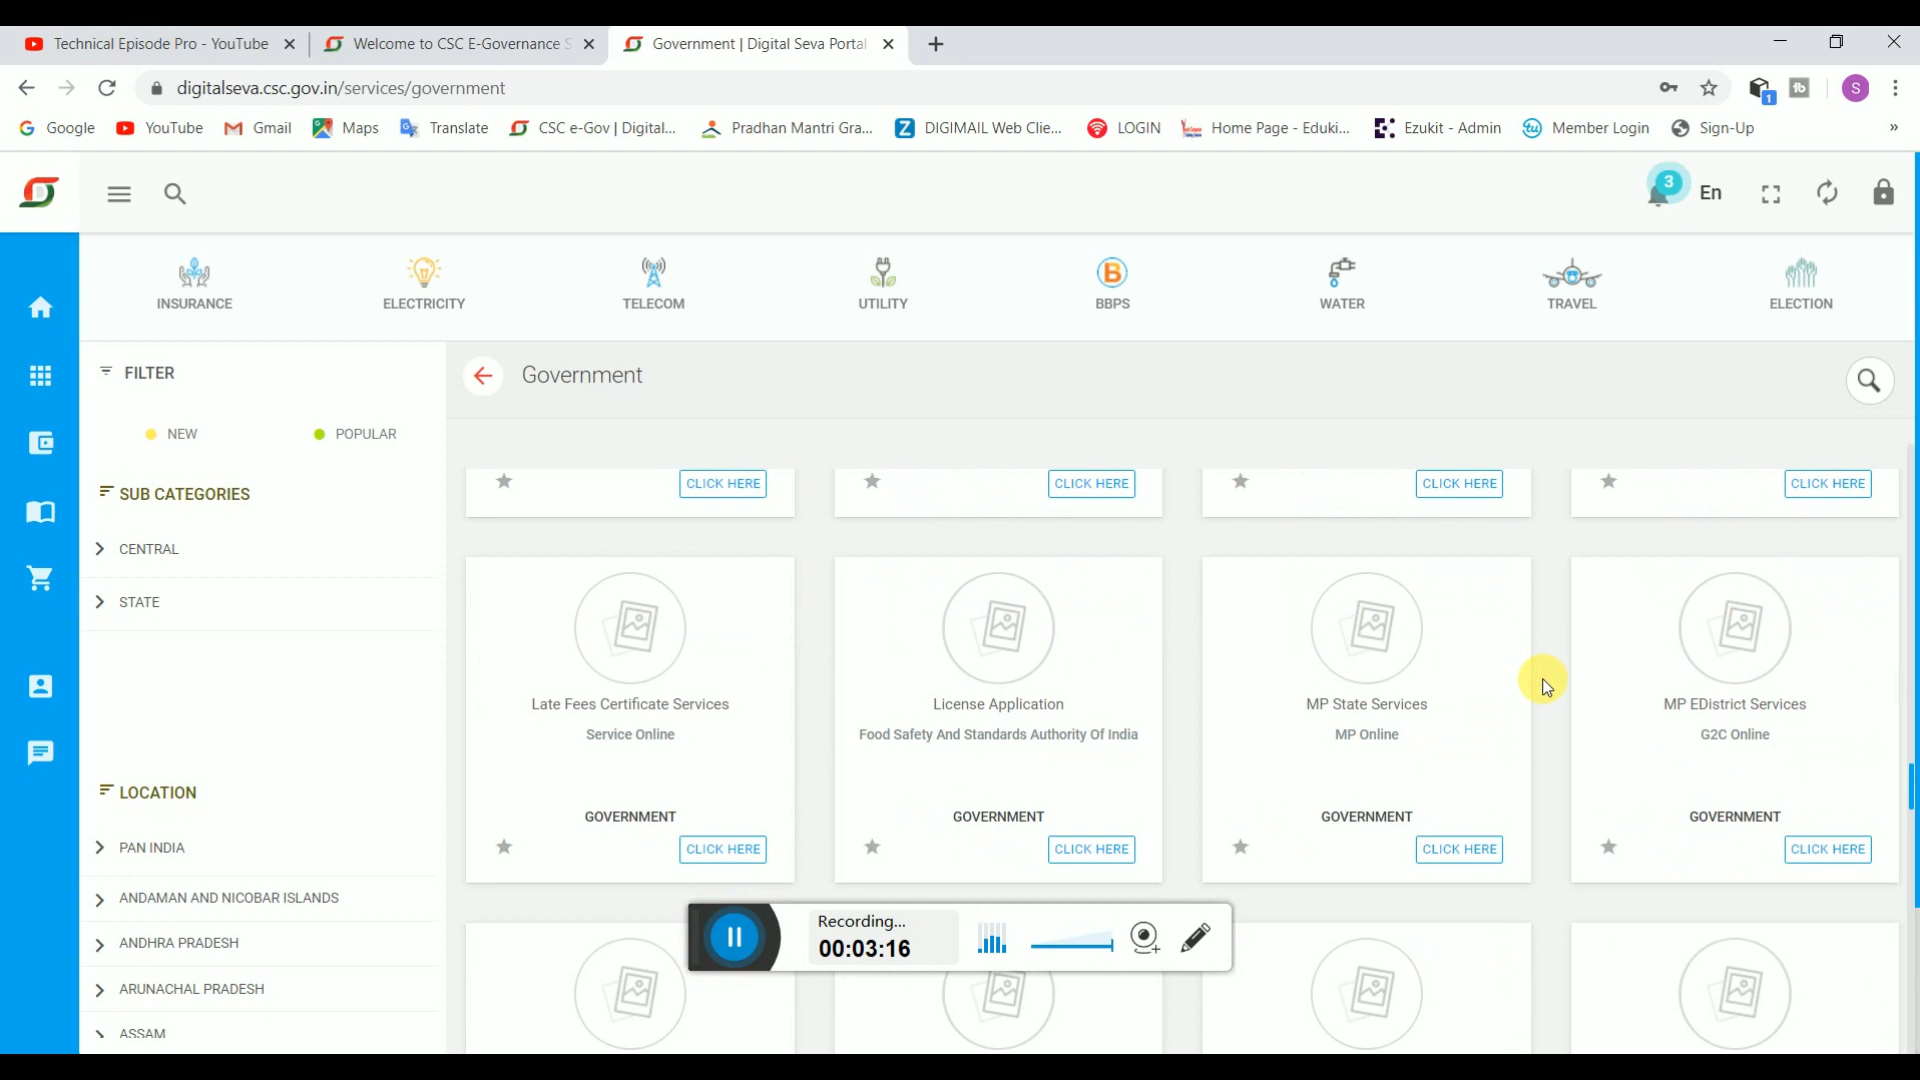 Technical Episode Pro - YouTube
Welcome to CSC E-Governance S
Government | Digital Seva Portal
digitalseva.csc.gov.in/services/government
1
S
Google
YouTube
Gmail
Maps
Translate
CSC e-Gov | Digital...
Pradhan Mantri Gra...
DIGIMAIL Web Clie...
LOGIN
Home Page - Eduki...
Ezukit - Admin
Member Login
Sign-Up
»
3
En
INSURANCE
ELECTRICITY
TELECOM
UTILITY
BBPS
WATER
TRAVEL
ELECTION
FILTER
NEW
POPULAR
SUB CATEGORIES
CENTRAL
STATE
LOCATION
PAN INDIA
ANDAMAN AND NICOBAR ISLANDS
ANDHRA PRADESH
ARUNACHAL PRADESH
ASSAM
Government
CLICK HERE
CLICK HERE
CLICK HERE
CLICK HERE
Late Fees Certificate Services
Service Online
GOVERNMENT
CLICK HERE
License Application
Food Safety And Standards Authority Of India
GOVERNMENT
CLICK HERE
MP State Services
MP Online
GOVERNMENT
CLICK HERE
MP EDistrict Services
G2C Online
GOVERNMENT
CLICK HERE
Recording...
00:03:16